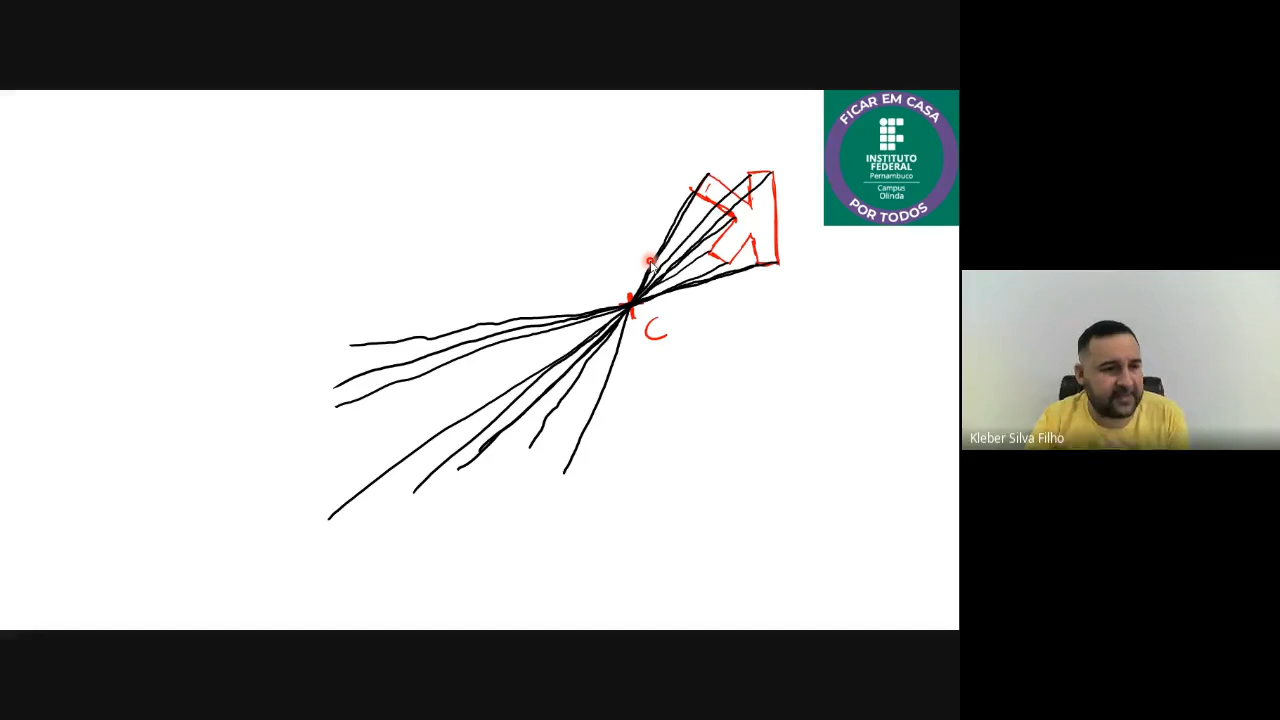 FICAR EM CASA
INSTITUTO
FEDERAL
Pernambuco
Campus
Olinda
POR TODOS
C
Kleber Silva Filho